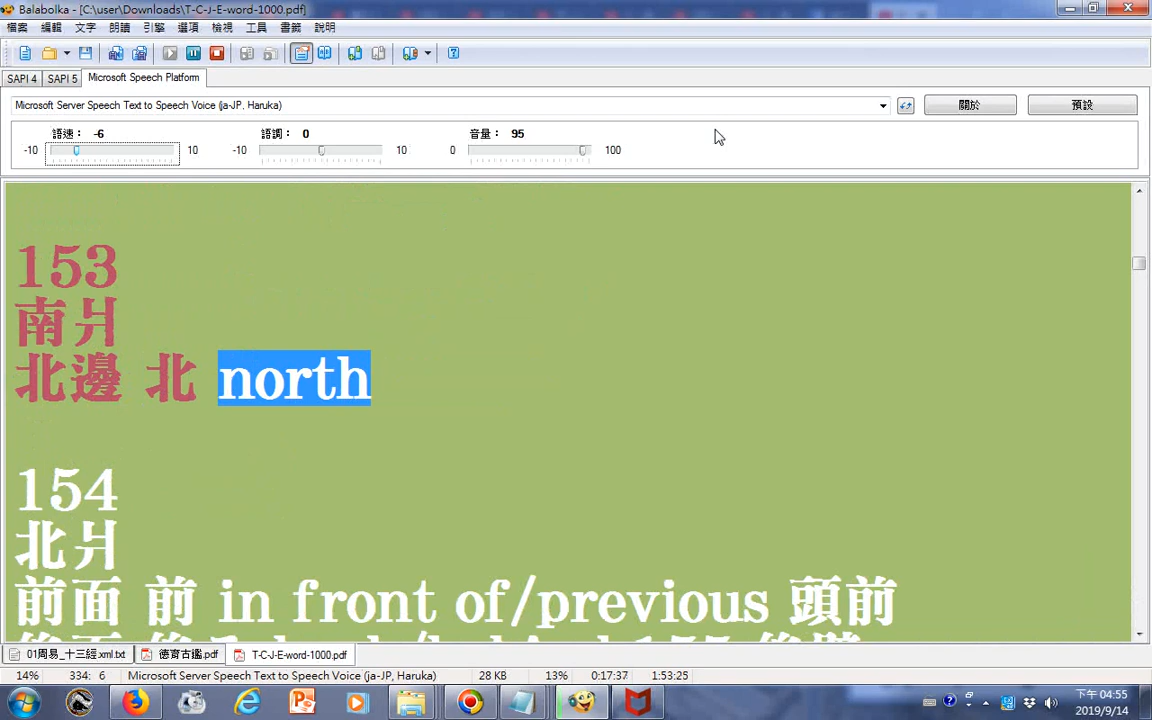 Balabolka - [C:\user\Downloads\T-C-J-E-word-1000.pdf]
檔案 編輯 文字 朗讀 引擎 選項 檢視 工具 書籤 說明
SAPI 4 SAPI 5 Microsoft Speech Platform
Microsoft Server Speech Text to Speech Voice (ja-JP, Haruka) 關於 預設
語速： -6 語調： 0 音量： 95
-10 10 -10 10 0 100
153
南爿
北邊 北 north
154
北爿
前面 前 in front of/previous 頭前
01周易_十三經.xml.txt 德育古鑑.pdf T-C-J-E-word-1000.pdf
14% 334: 6 Microsoft Server Speech Text to Speech Voice (ja-JP, Haruka) 28 KB 13% 0:17:37 1:53:25
下午 04:55
2019/9/14